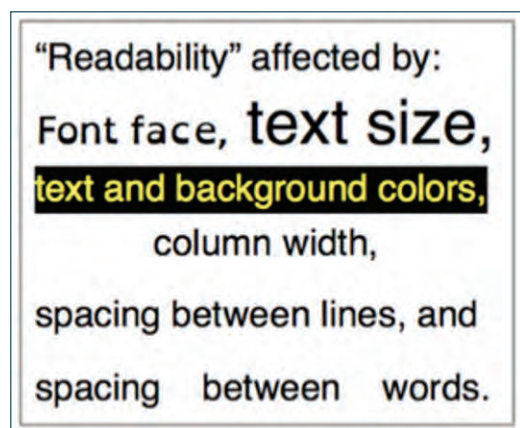 “Readability” affected by:
Font face, text size,
text and background colors,
column width,
spacing between lines, and
spacing between words.